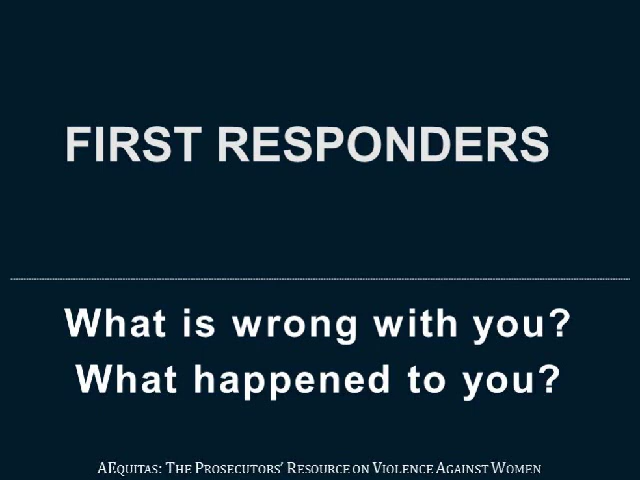 FIRST RESPONDERS
What is wrong with you?
What happened to you?
AEQUITAS: THE PROSECUTORS' RESOURCE ON VIOLENCE AGAINST WOMEN